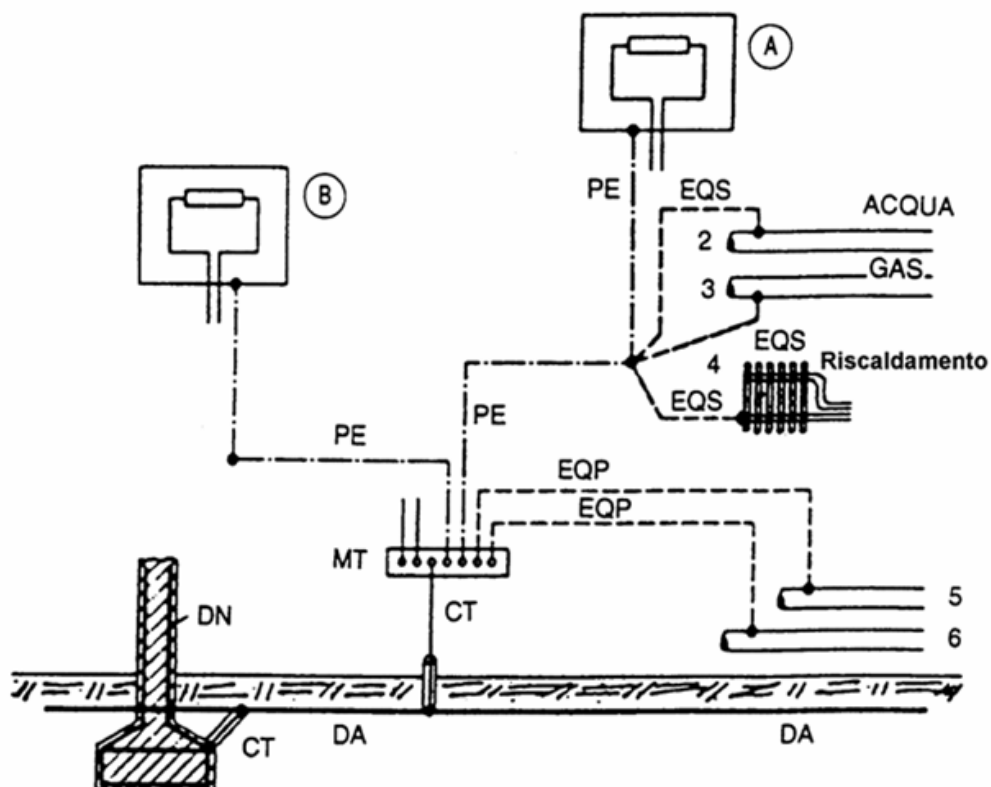 A
B
PE
EQS
ACQUA
2
GAS
3
4
EQS
Riscaldamento
EQS
PE
PE
EQP
EQP
MT
CT
5
6
DN
CT
DA
DA